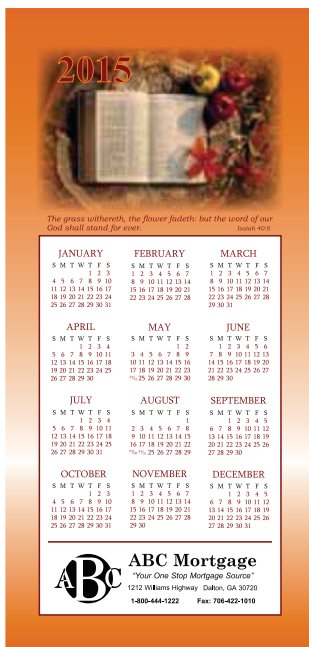 2015
The grass withereth, the flower fadeth: but the word of our
God shall stand for ever.
Isaiah 40:8
JANUARY
S M T W T F S
1 2 3
4 5 6 7 8 9 10
11 12 13 14 15 16 17
18 19 20 21 22 23 24
25 26 27 28 29 30 31
FEBRUARY
S M T W T F S
1 2 3 4 5 6 7
8 9 10 11 12 13 14
15 16 17 18 19 20 21
22 23 24 25 26 27 28
MARCH
S M T W T F S
1 2 3 4 5 6 7
8 9 10 11 12 13 14
15 16 17 18 19 20 21
22 23 24 25 26 27 28
29 30 31
APRIL
S M T W T F S
1 2 3 4
5 6 7 8 9 10 11
12 13 14 15 16 17 18
19 20 21 22 23 24 25
26 27 28 29 30
MAY
S M T W T F S
1 2
3 4 5 6 7 8 9
10 11 12 13 14 15 16
17 18 19 20 21 22 23
24/31 25 26 27 28 29 30
JUNE
S M T W T F S
1 2 3 4 5 6
7 8 9 10 11 12 13
14 15 16 17 18 19 20
21 22 23 24 25 26 27
28 29 30
JULY
S M T W T F S
1 2 3 4
5 6 7 8 9 10 11
12 13 14 15 16 17 18
19 20 21 22 23 24 25
26 27 28 29 30 31
AUGUST
S M T W T F S
1
2 3 4 5 6 7 8
9 10 11 12 13 14 15
16 17 18 19 20 21 22
23/30 24/31 25 26 27 28 29
SEPTEMBER
S M T W T F S
1 2 3 4 5
6 7 8 9 10 11 12
13 14 15 16 17 18 19
20 21 22 23 24 25 26
27 28 29 30
OCTOBER
S M T W T F S
1 2 3
4 5 6 7 8 9 10
11 12 13 14 15 16 17
18 19 20 21 22 23 24
25 26 27 28 29 30 31
NOVEMBER
S M T W T F S
1 2 3 4 5 6 7
8 9 10 11 12 13 14
15 16 17 18 19 20 21
22 23 24 25 26 27 28
29 30
DECEMBER
S M T W T F S
1 2 3 4 5
6 7 8 9 10 11 12
13 14 15 16 17 18 19
20 21 22 23 24 25 26
27 28 29 30 31
ABC
ABC Mortgage
"Your One Stop Mortgage Source"
1212 Williams Highway Dalton, GA 30720
1-800-444-1222 Fax: 706-422-1010